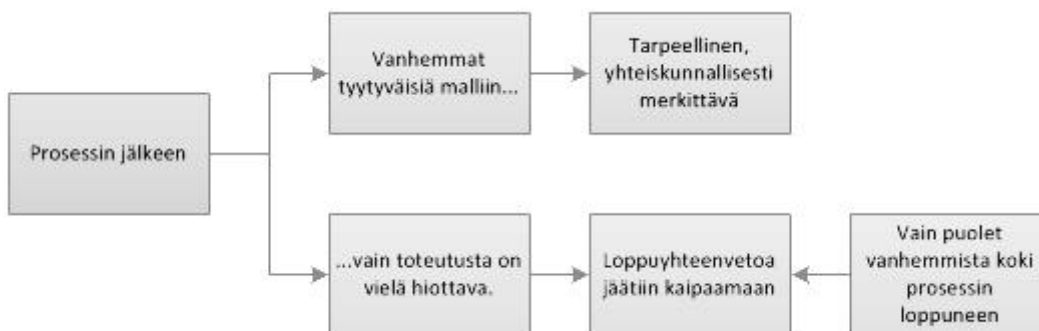 Prosessin jälkeen
Vanhemmat
tyytyväisiä malliin...
Tarpeellinen,
yhteiskunnallisesti
merkittävä
...vain toteutusta on
vielä hiottava.
Loppuyhteenvetoa
jäätiin kaipaamaan
Vain puolet
vanhemmista koki
prosessin
loppuneen